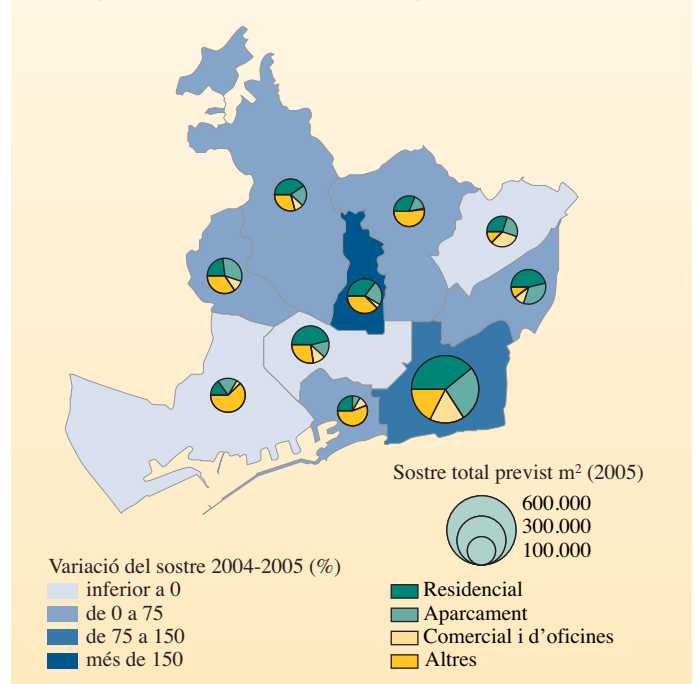 Sostre total previst m² (2005)
600.000
300.000
100.000
Variació del sostre 2004-2005 (%)
inferior a 0
de 0 a 75
de 75 a 150
més de 150
Residencial
Aparcament
Comercial i d’oficines
Altres